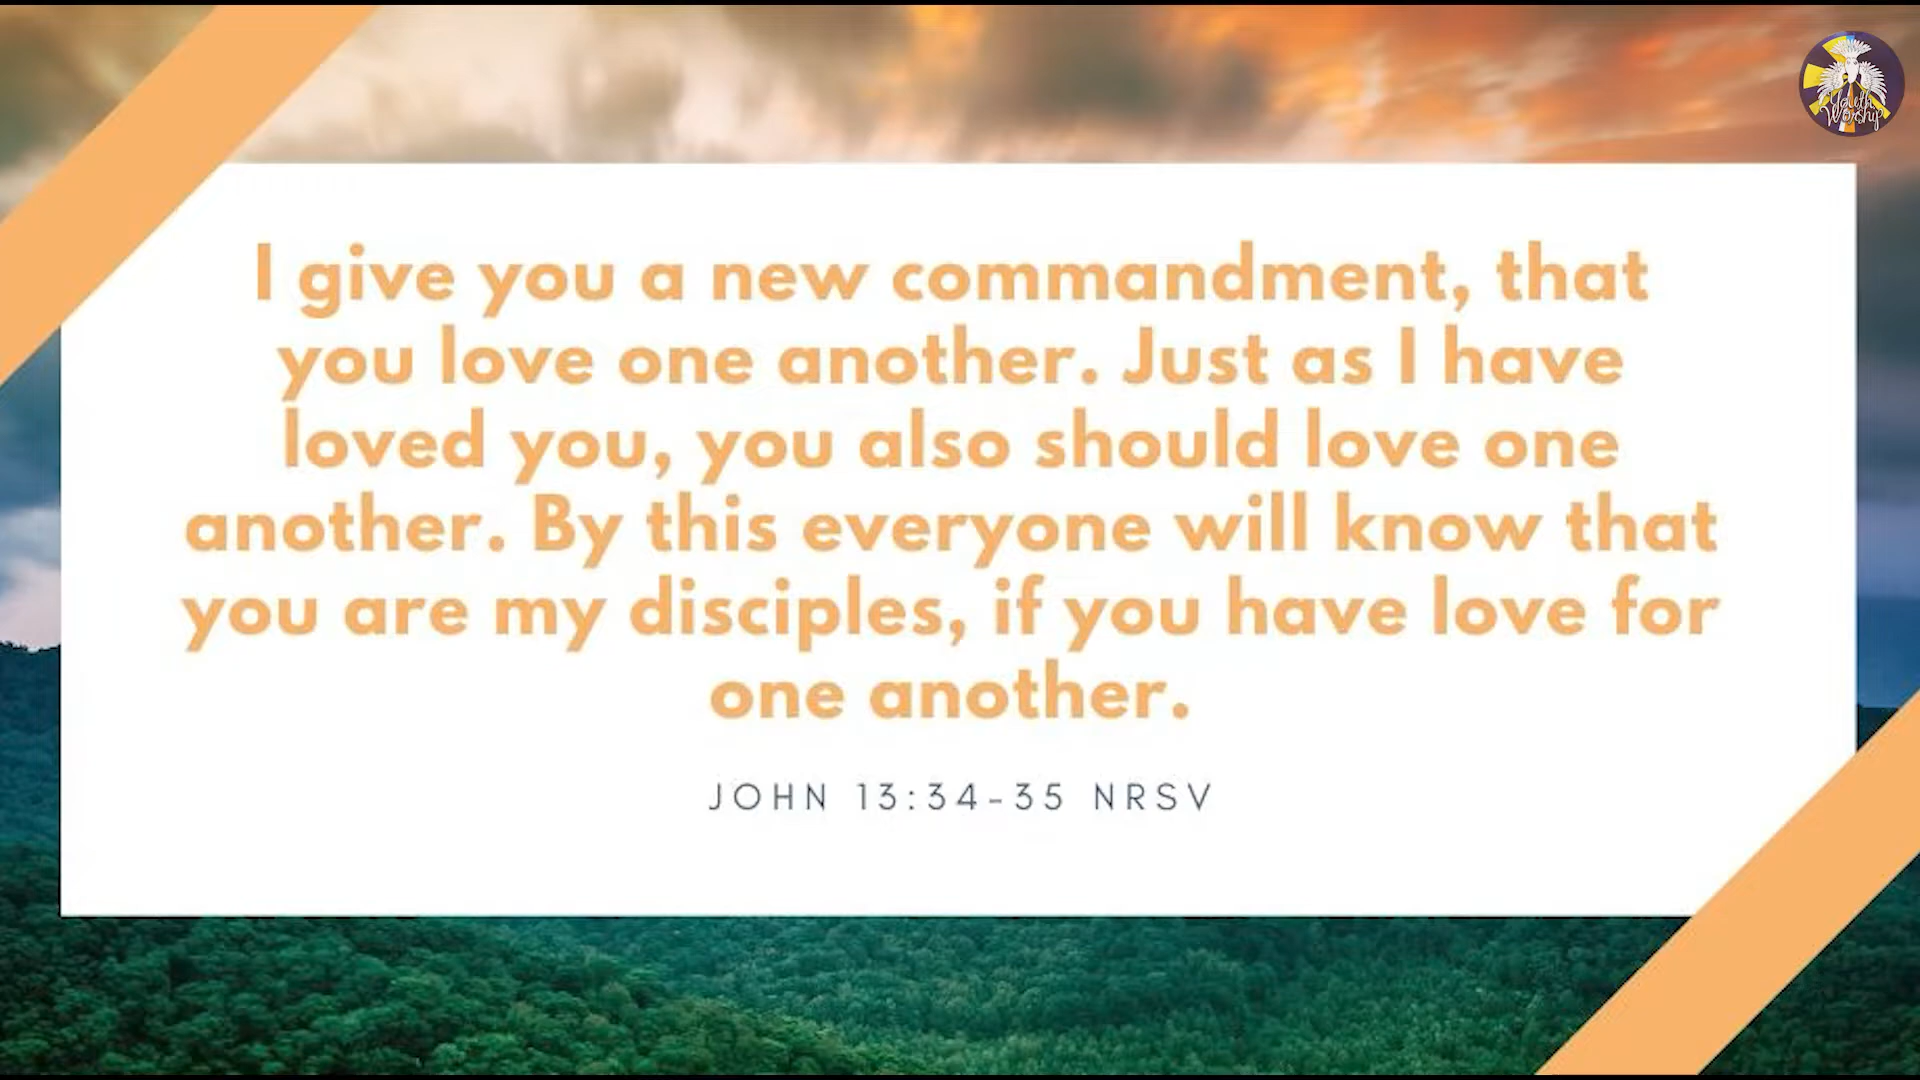 I give you a new commandment, that
you love one another. Just as I have
loved you, you also should love one
another. By this everyone will know that
you are my disciples, if you have love for
one another.
JOHN 13:34-35 NRSV
Worship